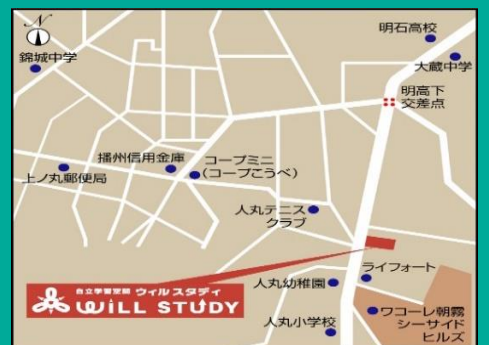 N
明石高校
錦城中学
大蔵中学
明高下
交差点
播州信用金庫
コープミニ
(コープこうべ)
上ノ丸郵便局
人丸テニス
クラブ
自立学習空間 ウィルスタディ
WiLL STUDY
人丸幼稚園
ライフォート
ワコーレ朝霧
シーサイド
ヒルズ
人丸小学校